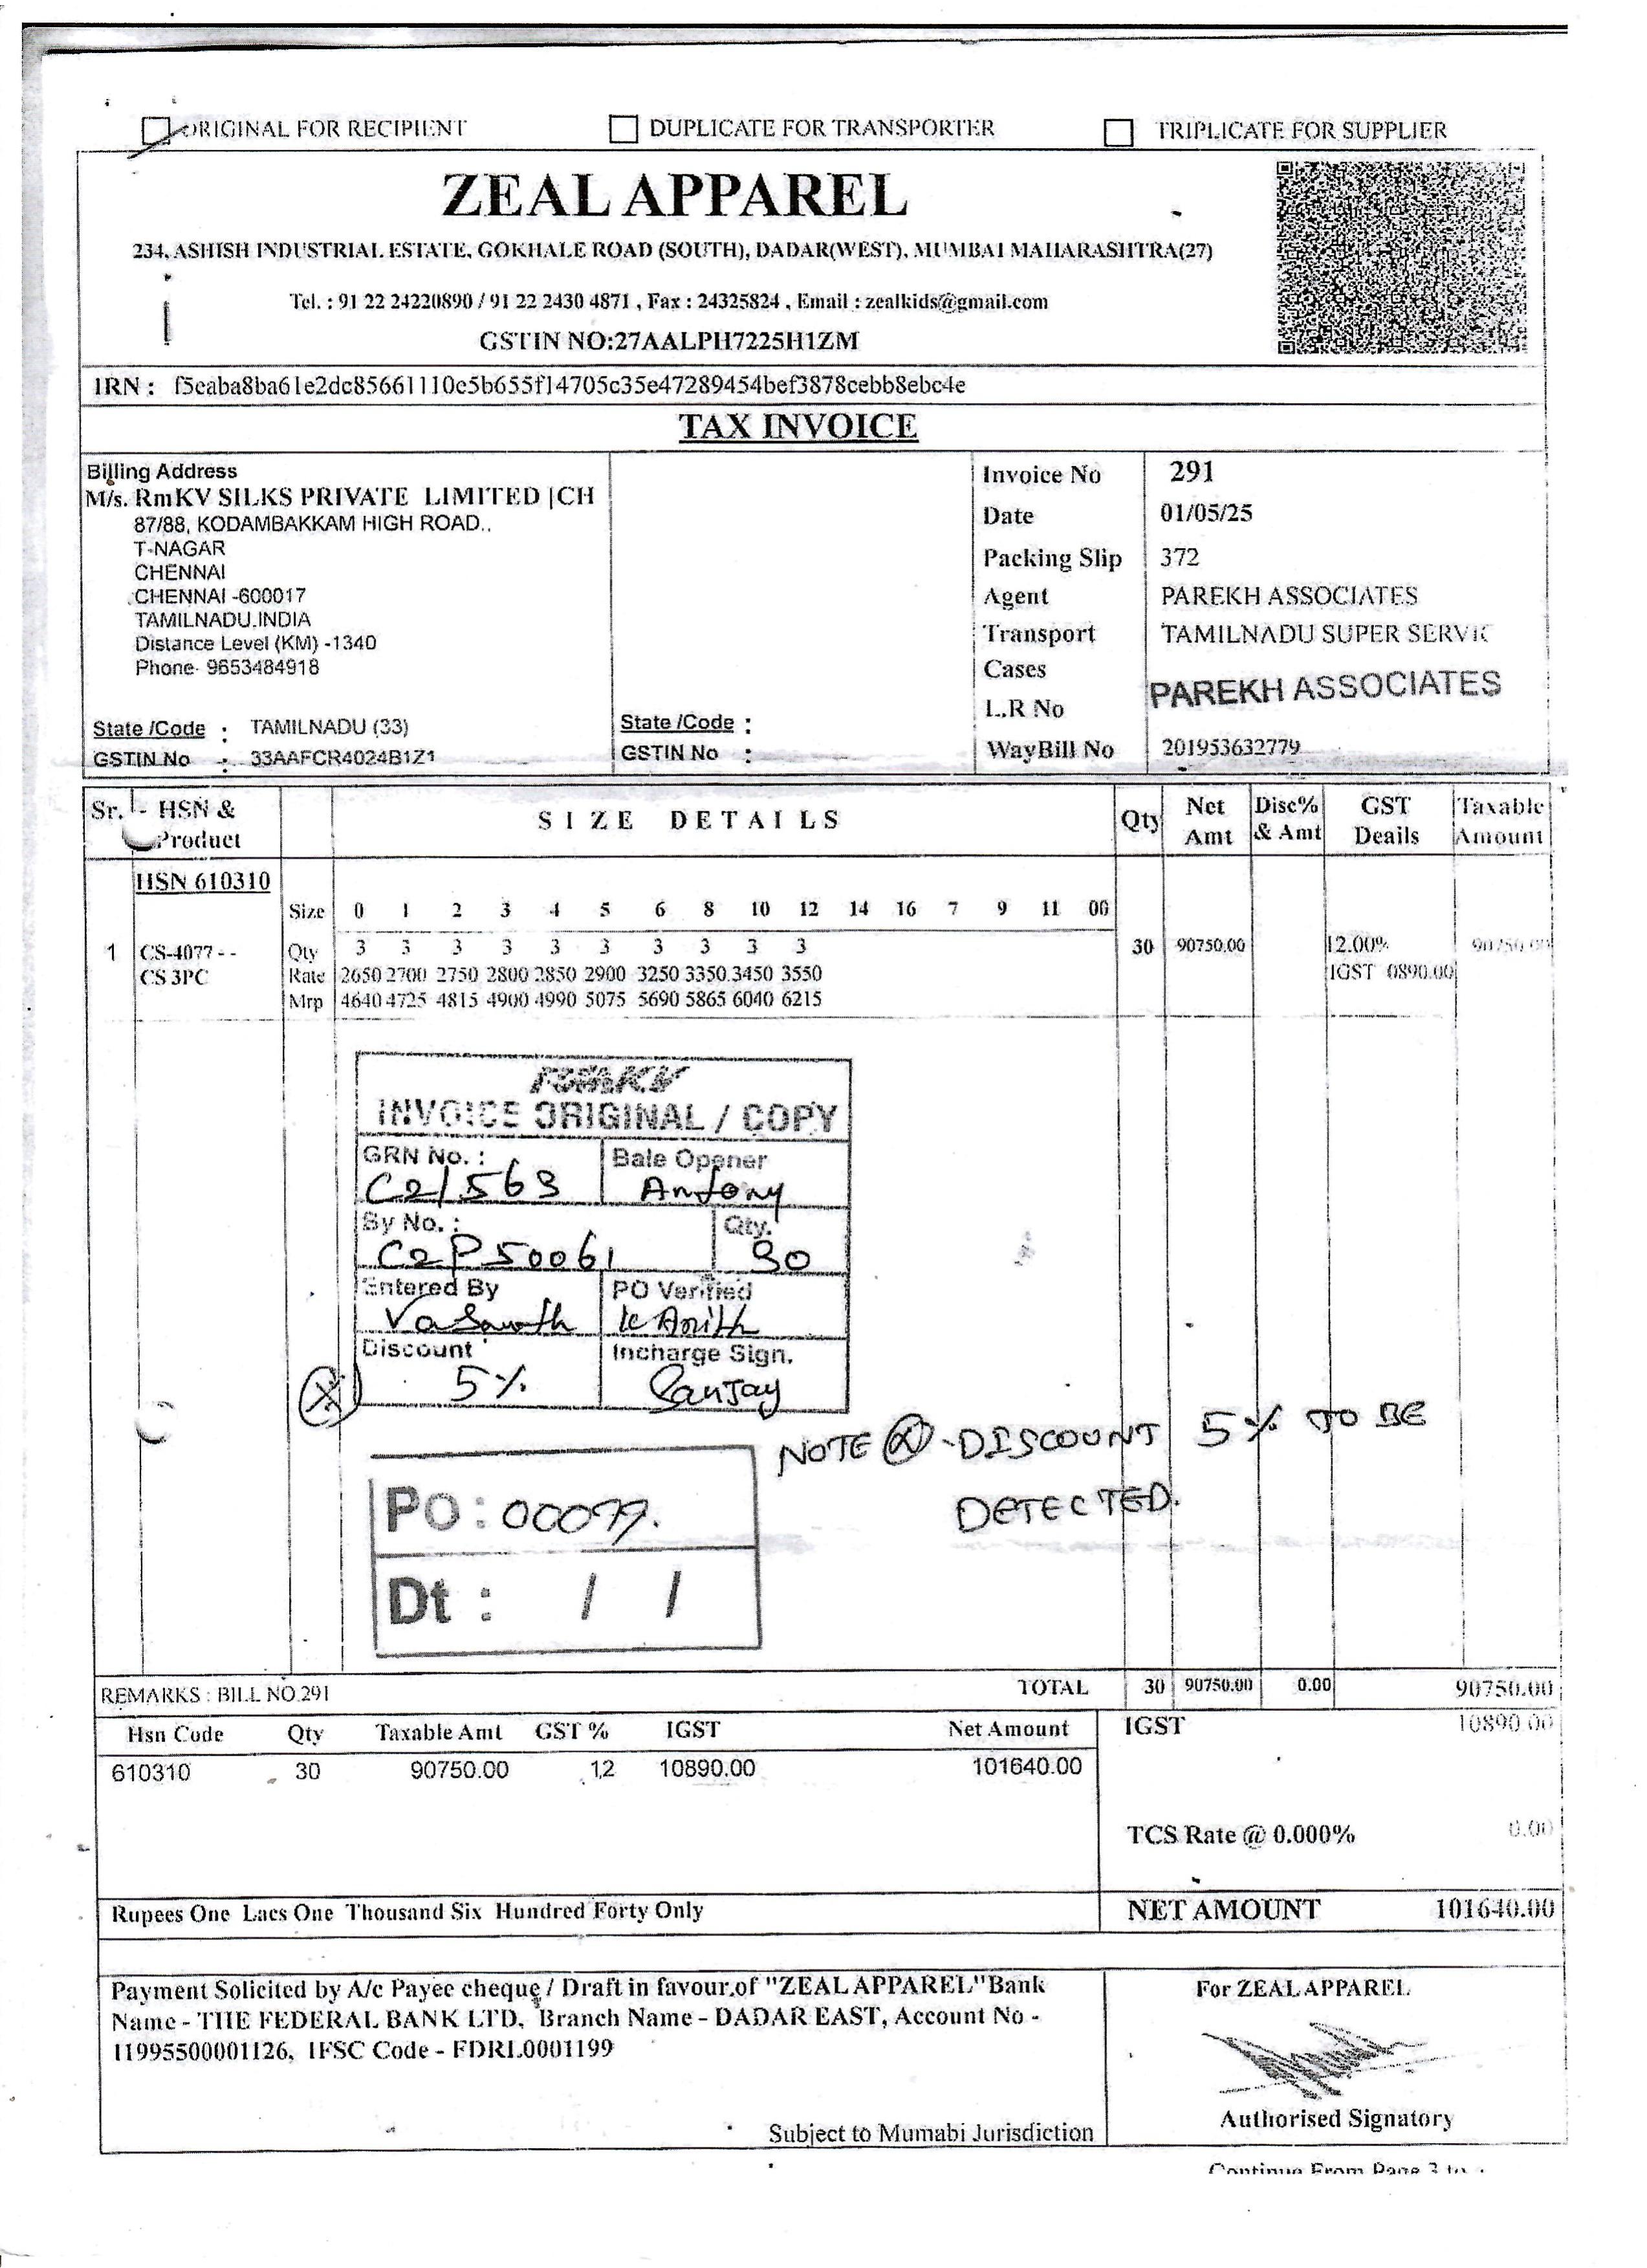 ORIGINAL FOR RECIPIENT DUPLICATE FOR TRANSPORTER TRIPLICATE FOR SUPPLIER
ZEAL APPAREL
234, ASHISH INDUSTRIAL ESTATE, GOKHALE ROAD (SOUTH), DADAR(WEST), MUMBAI MAHARASHTRA(27)
Tel. : 91 22 24220890 / 91 22 2430 4871 , Fax : 24325824 , Email : zealkids@gmail.com
GSTIN NO:27AALPH7225H1ZM
IRN : f5eaba8ba61e2dc85661110c5b655f14705c35e47289454bef3878cebb8ebc4e
TAX INVOICE
Billing Address
M/s. RmKV SILKS PRIVATE LIMITED |CH
87/88, KODAMBAKKAM HIGH ROAD..
T-NAGAR
CHENNAI
CHENNAI -600017
TAMILNADU.INDIA
Distance Level (KM) -1340
Phone- 9653484918
State /Code : TAMILNADU (33)
GSTIN No : 33AAFCR4024B1Z1
State /Code :
GSTIN No :
Invoice No 291
Date 01/05/25
Packing Slip 372
Agent PAREKH ASSOCIATES
Transport TAMILNADU SUPER SERVIC
Cases
PAREKH ASSOCIATES
L.R No
WayBill No 201953632779
Sr. HSN & Product SIZE DETAILS Qty Net Amt Disc% & Amt GST Deails Taxable Amount
HSN 610310
Size 0 1 2 3 4 5 6 8 10 12 14 16 7 9 11 00
1 CS-4077 - - Qty 3 3 3 3 3 3 3 3 3 3 30 90750.00 12.00% 90750.00
CS 3PC Rate 2650 2700 2750 2800 2850 2900 3250 3350 3450 3550 IGST 0890.00
Mrp 4640 4725 4815 4900 4990 5075 5690 5865 6040 6215
RmKV
INVOICE ORIGINAL / COPY
GRN No. : Bale Opener
C2/563 Antony
Sy No. : Qty.
C2P50061 30
Entered By PO Verified
Vasanth
Discount Incharge Sign.
5% Sanjay
NOTE - DISCOUNT 5% TO BE
DETECTED.
PO : 00079.
Dt : / /
REMARKS : BILL NO.291 TOTAL 30 90750.00 0.00 90750.00
Hsn Code Qty Taxable Amt GST % IGST Net Amount IGST 10890.00
610310 30 90750.00 12 10890.00 101640.00
TCS Rate @ 0.000% 0.00
Rupees One Lacs One Thousand Six Hundred Forty Only NET AMOUNT 101640.00
Payment Solicited by A/c Payee cheque / Draft in favour.of "ZEAL APPAREL"Bank
Name - THE FEDERAL BANK LTD, Branch Name - DADAR EAST, Account No -
11995500001126, IFSC Code - FDRL0001199
For ZEAL APPAREL
Authorised Signatory
Subject to Mumabi Jurisdiction
Continue From Page 3 to